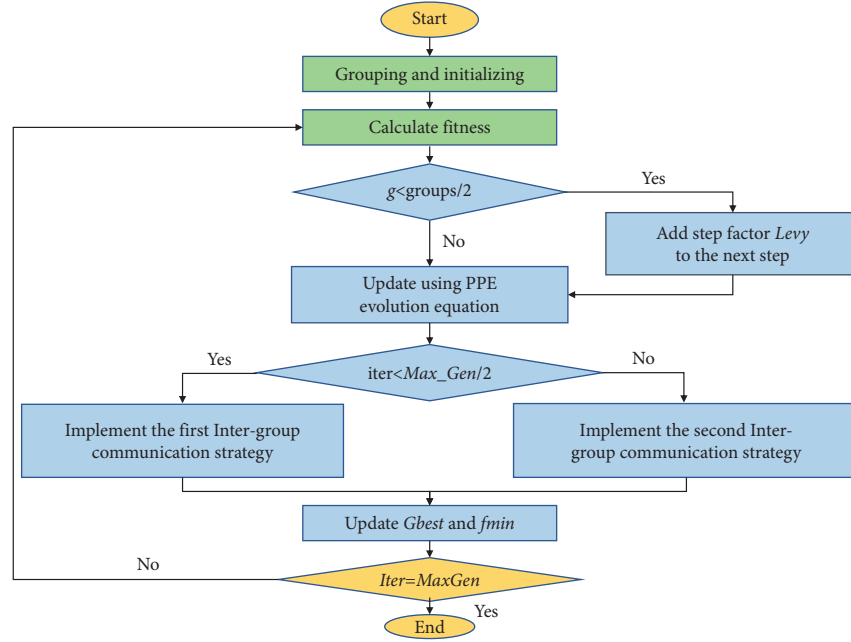 Start
Grouping and initializing
Calculate fitness
g<groups/2
Yes
No
Add step factor Levy
to the next step
Update using PPE
evolution equation
Yes
iter<Max_Gen/2
No
Implement the first Inter-group
communication strategy
Implement the second Inter-
group communication strategy
Update Gbest and fmin
No
Iter=MaxGen
Yes
End